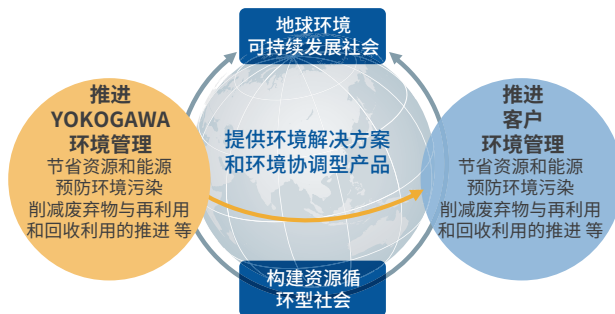 地球环境
可持续发展社会
推进
YOKOGAWA
环境管理
节省资源和能源
预防环境污染
削减废弃物与再利用
和回收利用的推进 等
提供环境解决方案
和环境协调型产品
推进
客户
环境管理
节省资源和能源
预防环境污染
削减废弃物与再利用
和回收利用的推进 等
构建资源循
环型社会